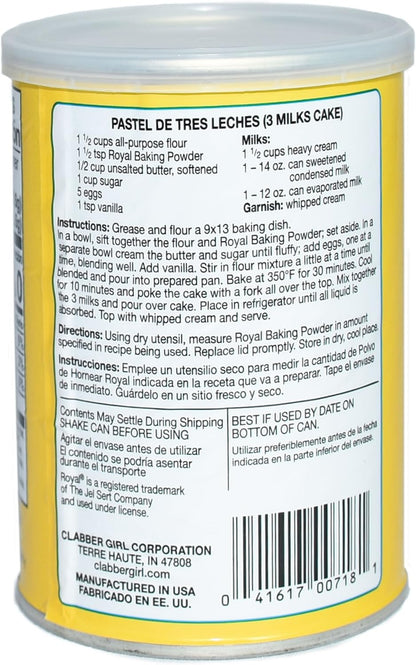 PASTEL DE TRES LECHES (3 MILKS CAKE)
1 1/2 cups all-purpose flour
1 1/2 tsp Royal Baking Powder
1/2 cup unsalted butter, softened
1 cup sugar
5 eggs
1 tsp vanilla
Milks:
1 1/2 cups heavy cream
1 – 14 oz. can sweetened
condensed milk
1 – 12 oz. can evaporated milk
Garnish: whipped cream
Instructions: Grease and flour a 9x13 baking dish.
In a bowl, sift together the flour and Royal Baking Powder; set aside. In a
separate bowl cream the butter and sugar until fluffy; add eggs, one at a
time, blending well. Add vanilla. Stir in flour mixture a little at a time until
blended and pour into prepared pan. Bake at 350°F for 30 minutes. Cool
for 10 minutes and poke the cake with a fork all over the top. Mix together
the 3 milks and pour over cake. Place in refrigerator until all liquid is
absorbed. Top with whipped cream and serve.
Directions: Using dry utensil, measure Royal Baking Powder in amount
specified in recipe being used. Replace lid promptly. Store in dry, cool place.
Instrucciones: Emplee un utensilio seco para medir la cantidad de Polvo
de Hornear Royal indicada en la receta que va a preparar. Tape el envase
de inmediato. Guárdelo en un sitio fresco y seco.
Contents May Settle During Shipping
SHAKE CAN BEFORE USING
Agitar el envase antes de utilizar
El contenido se podría asentar
durante el transporte
Royal® is a registered trademark
of The Jel Sert Company
and used under license.
BEST IF USED BY DATE ON
BOTTOM OF CAN.
Utilizar preferiblemente antes de la fecha
indicada en la parte inferior del envase.
CLABBER GIRL CORPORATION
TERRE HAUTE, IN 47808
clabbergirl.com
MANUFACTURED IN USA
FABRICADO EN EE. UU.
0 41617 00718 1